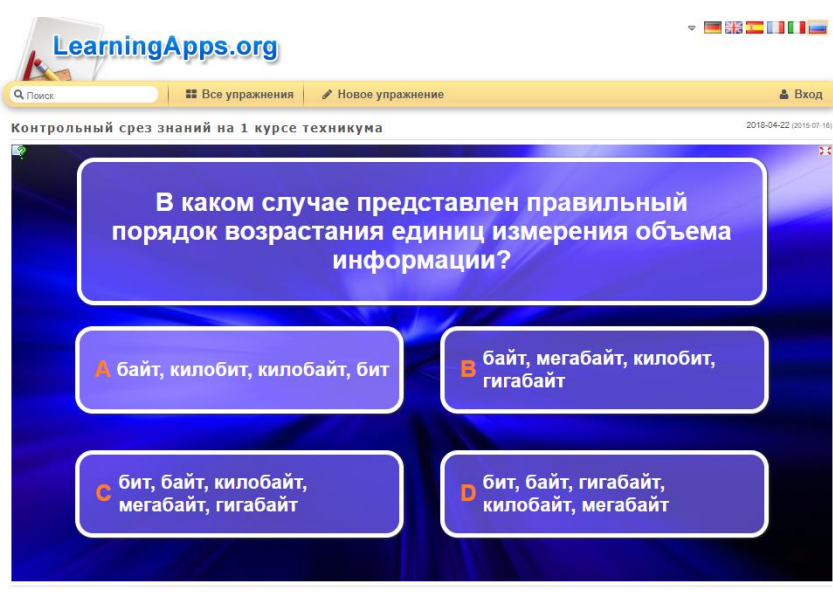 LearningApps.org
Поиск
Все упражнения
Новое упражнение
Вход
Контрольный срез знаний на 1 курсе техникума
2018-04-22 (2015-07-16)
В каком случае представлен правильный
порядок возрастания единиц измерения объема
информации?
A байт, килобит, килобайт, бит
B байт, мегабайт, килобит,
гигабайт
C бит, байт, килобайт,
мегабайт, гигабайт
D бит, байт, гигабайт,
килобайт, мегабайт